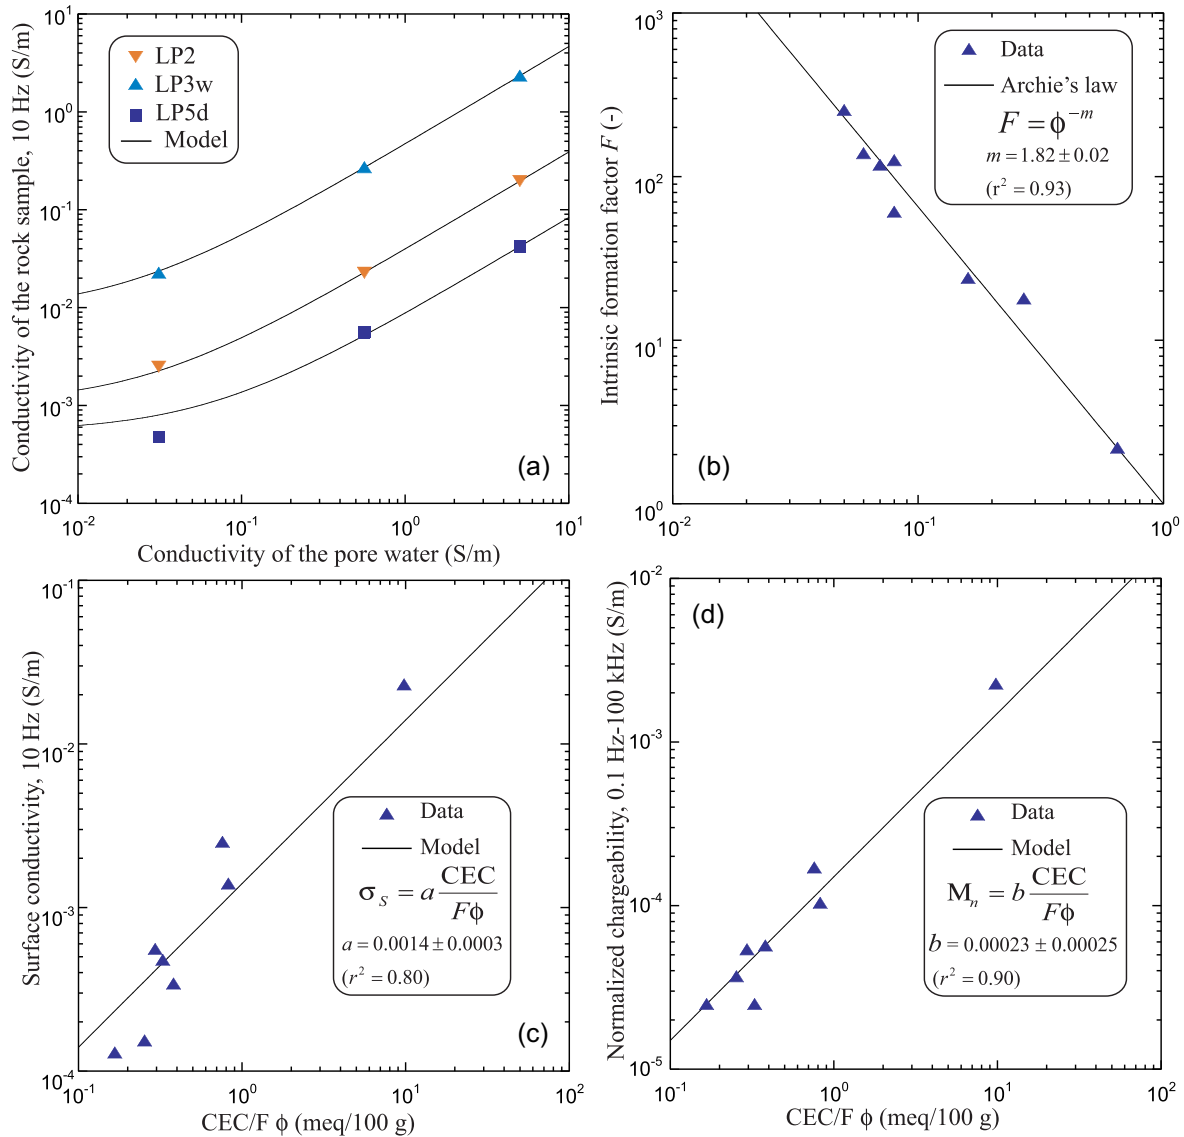 Conductivity of the rock sample, 10 Hz (S/m)
10^1
10^0
10^-1
10^-2
10^-3
10^-4
LP2
LP3w
LP5d
Model
(a)
10^-2
10^-1
10^0
10^1
Conductivity of the pore water (S/m)
Intrinsic formation factor F (-)
10^3
10^2
10^1
10^0
Data
Archie's law
F = ϕ^-m
m = 1.82 ± 0.02
(r^2 = 0.93)
(b)
10^-2
10^-1
10^0
Surface conductivity, 10 Hz (S/m)
10^-1
10^-2
10^-3
10^-4
Data
Model
σ_S = a CEC/Fϕ
a = 0.0014 ± 0.0003
(r^2 = 0.80)
(c)
10^-1
10^0
10^1
10^2
CEC/F ϕ (meq/100 g)
Normalized chargeability, 0.1 Hz-100 kHz (S/m)
10^-2
10^-3
10^-4
10^-5
(d)
Data
Model
M_n = b CEC/Fϕ
b = 0.00023 ± 0.00025
(r^2 = 0.90)
10^-1
10^0
10^1
10^2
CEC/F ϕ (meq/100 g)